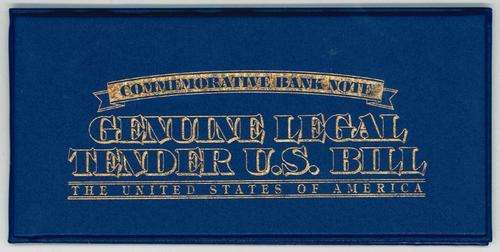 COMMEMORATIVE BANK NOTE
GENUINE LEGAL
TENDER U.S. BILL
THE UNITED STATES OF AMERICA